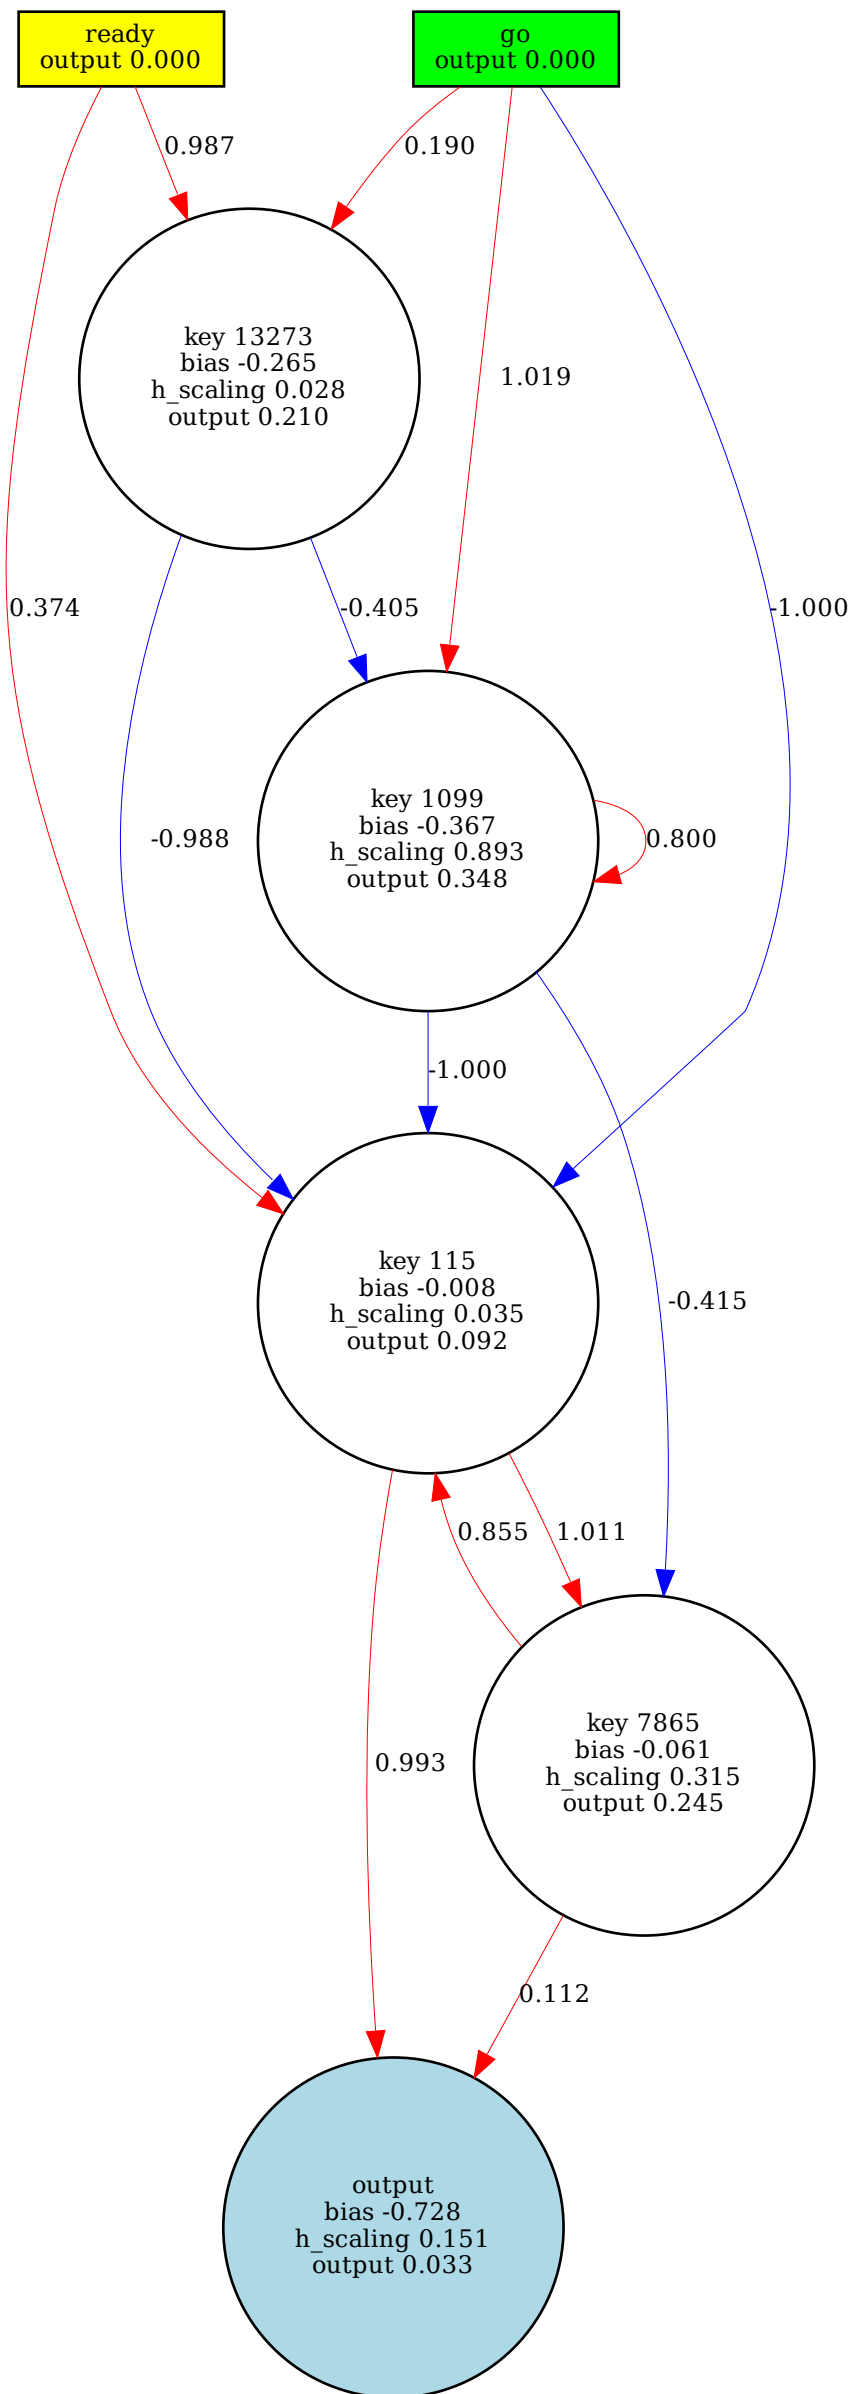 ready
output 0.000
go
output 0.000
0.987
0.190
key 13273
bias -0.265
h_scaling 0.028
output 0.210
1.019
0.374
-0.405
-1.000
key 1099
bias -0.367
h_scaling 0.893
output 0.348
-0.988
0.800
-1.000
key 115
bias -0.008
h_scaling 0.035
output 0.092
-0.415
0.855
1.011
key 7865
bias -0.061
h_scaling 0.315
output 0.245
0.993
0.112
output
bias -0.728
h_scaling 0.151
output 0.033